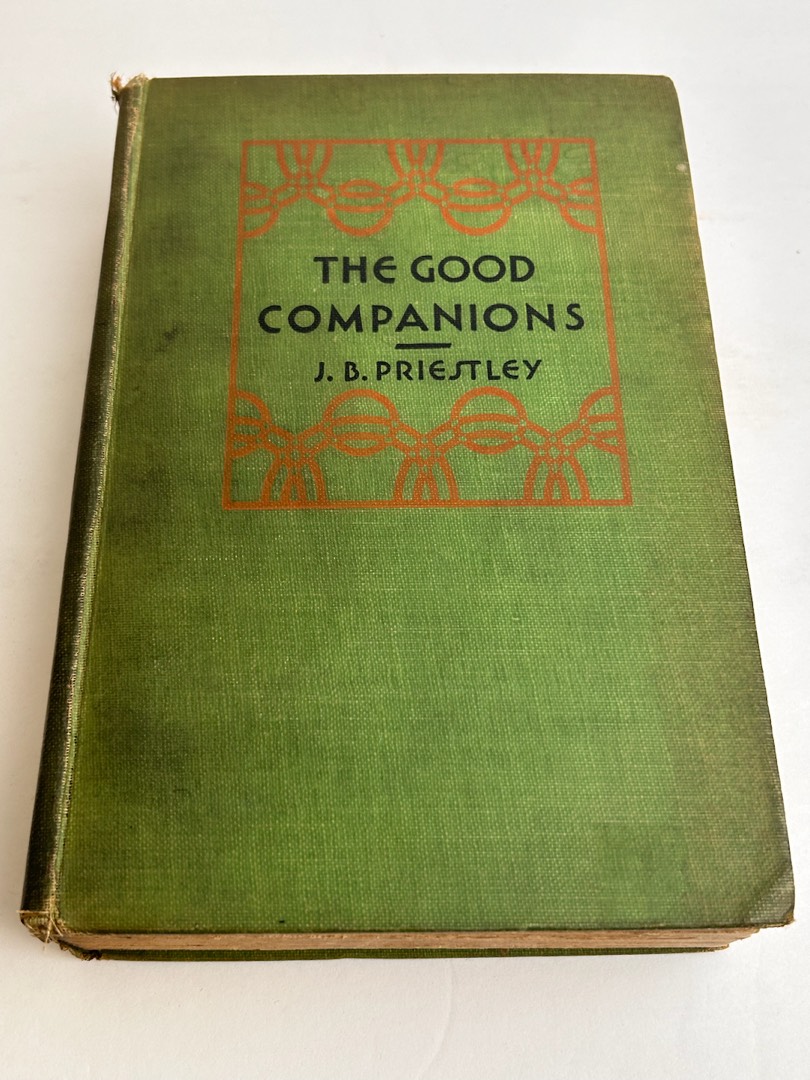 THE GOOD
COMPANIONS
J. B. PRIESTLEY